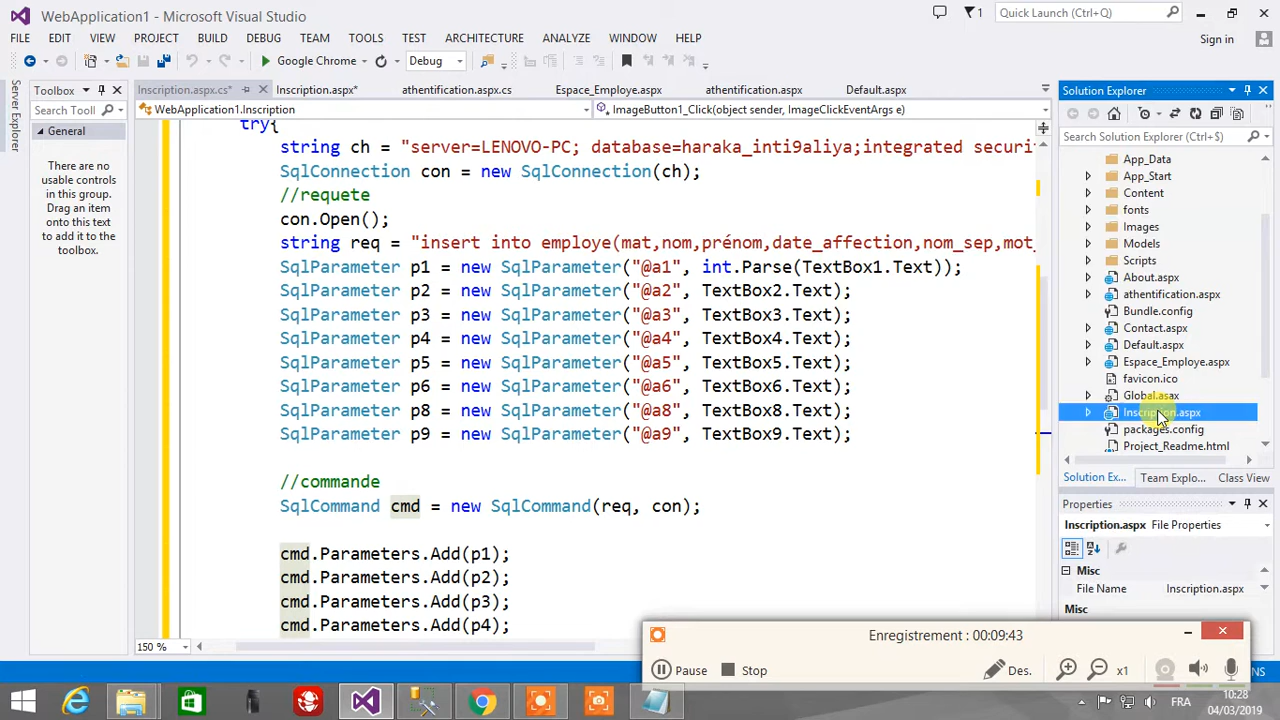 WebApplication1 - Microsoft Visual Studio
1
Quick Launch (Ctrl+Q)
FILE EDIT VIEW PROJECT BUILD DEBUG TEAM TOOLS TEST ARCHITECTURE ANALYZE WINDOW HELP
Sign in
Google Chrome
Debug
Server Explorer
Toolbox
Search Tool
General
There are no
usable controls
in this group.
Drag an item
onto this text
to add it to the
toolbox.
Inscription.aspx.cs* Inscription.aspx* athentification.aspx.cs Espace_Employe.aspx athentification.aspx Default.aspx
WebApplication1.Inscription
ImageButton1_Click(object sender, ImageClickEventArgs e)
try{
string ch = "server=LENOVO-PC; database=haraka_inti9aliya;integrated securi
SqlConnection con = new SqlConnection(ch);
//requete
con.Open();
string req = "insert into employe(mat,nom,prénom,date_affection,nom_sep,mot_
SqlParameter p1 = new SqlParameter("@a1", int.Parse(TextBox1.Text));
SqlParameter p2 = new SqlParameter("@a2", TextBox2.Text);
SqlParameter p3 = new SqlParameter("@a3", TextBox3.Text);
SqlParameter p4 = new SqlParameter("@a4", TextBox4.Text);
SqlParameter p5 = new SqlParameter("@a5", TextBox5.Text);
SqlParameter p6 = new SqlParameter("@a6", TextBox6.Text);
SqlParameter p8 = new SqlParameter("@a8", TextBox8.Text);
SqlParameter p9 = new SqlParameter("@a9", TextBox9.Text);
//commande
SqlCommand cmd = new SqlCommand(req, con);
cmd.Parameters.Add(p1);
cmd.Parameters.Add(p2);
cmd.Parameters.Add(p3);
cmd.Parameters.Add(p4);
150 %
Solution Explorer
Search Solution Explorer (Ctrl+$)
App_Data
App_Start
Content
fonts
Images
Models
Scripts
About.aspx
athentification.aspx
Bundle.config
Contact.aspx
Default.aspx
Espace_Employe.aspx
favicon.ico
Global.asax
Inscription.aspx
packages.config
Project_Readme.html
Solution Ex... Team Explo... Class View
Properties
Inscription.aspx File Properties
Misc
File Name Inscription.aspx
Misc
Enregistrement : 00:09:43
Pause Stop Des. x1
NS
FRA
10:28
04/03/2019